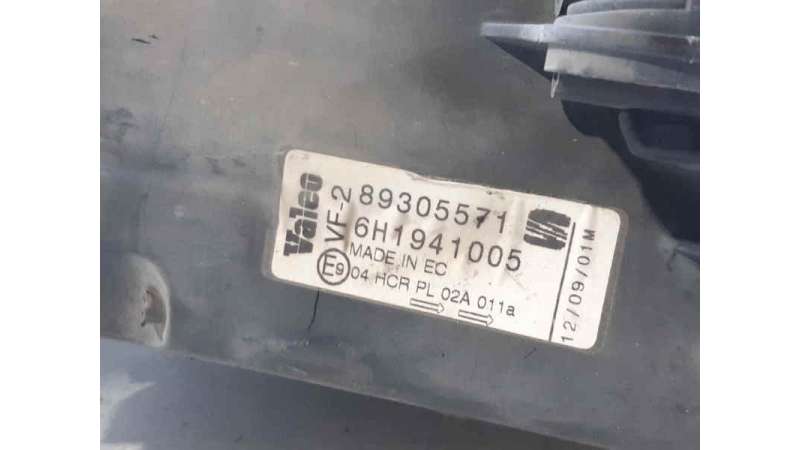 Valeo
VF-2
89305571
6H1941005
MADE IN EC
E9 04 HCR PL 02A 011a
12/09/01M